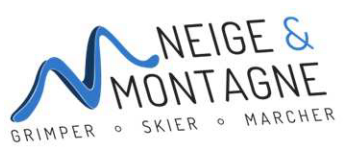 NEIGE &
MONTAGNE
GRIMPER ° SKIER ° MARCHER